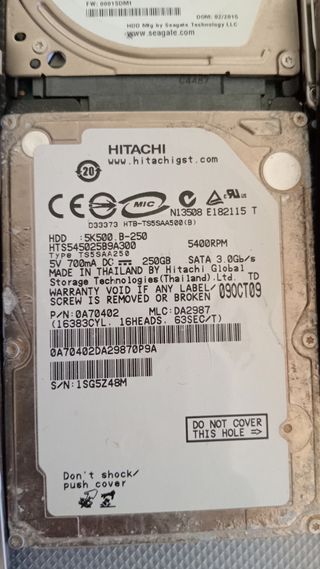 FW: 0001SDM1
DOM: 02/2015
HDD Mfg by Seagate Technology LLC
www.seagate.com
HITACHI
www.hitachigst.com
20
CE MIC
N13508 E182115 T
D33373 HTB-TS5SAA500(B)
HDD : 5K500.B-250
HTS545025B9A300 5400RPM
Type TS5SAA250
5V 700mA DC 250GB SATA 3.0Gb/s
MADE IN THAILAND BY Hitachi Global
Storage Technologies(Thailand).Ltd. TD
WARRANTY VOID IF ANY LABEL/
SCREW IS REMOVED OR BROKEN 09OCT09
P/N:0A70402 MLC:DA2987
(16383CYL. 16HEADS. 63SEC/T)
0A70402DA29870P9A
S/N:1SG5Z48M
DO NOT COVER
THIS HOLE =>
Don't shock/
push cover